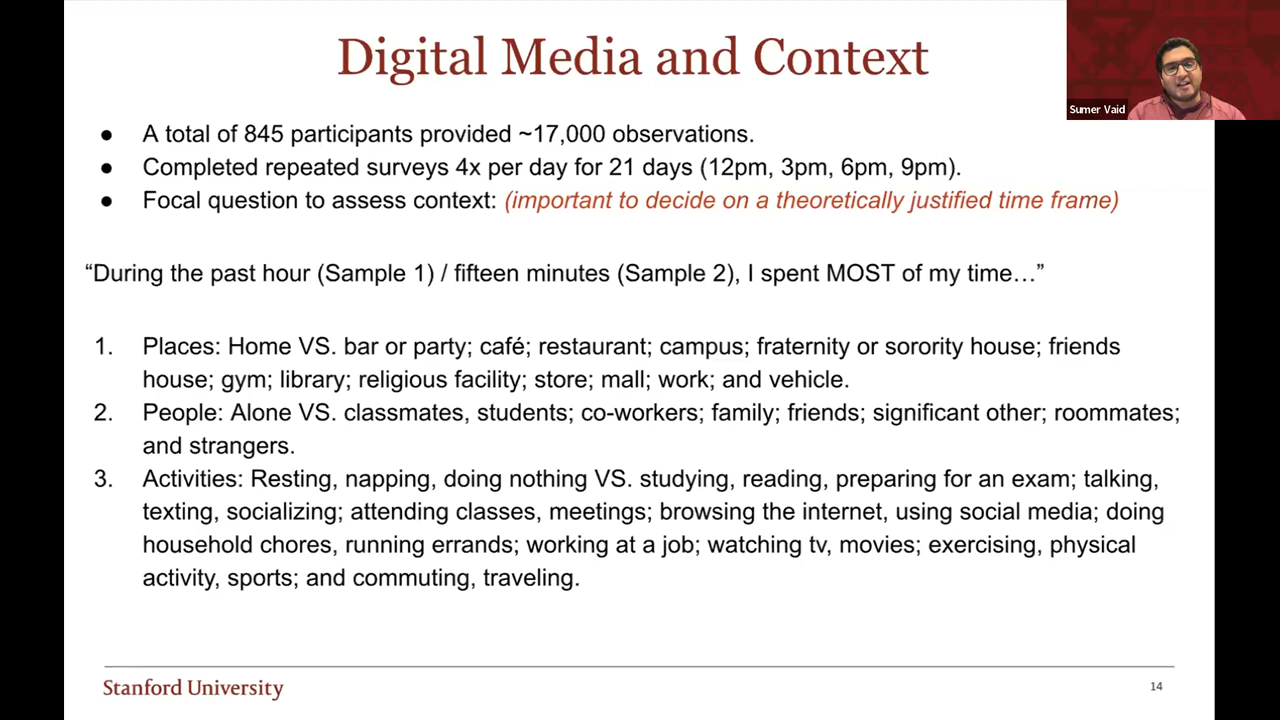 Digital Media and Context
Sumer Vaid
● A total of 845 participants provided ~17,000 observations.
● Completed repeated surveys 4x per day for 21 days (12pm, 3pm, 6pm, 9pm).
● Focal question to assess context: (important to decide on a theoretically justified time frame)
“During the past hour (Sample 1) / fifteen minutes (Sample 2), I spent MOST of my time…”
1. Places: Home VS. bar or party; café; restaurant; campus; fraternity or sorority house; friends
house; gym; library; religious facility; store; mall; work; and vehicle.
2. People: Alone VS. classmates, students; co-workers; family; friends; significant other; roommates;
and strangers.
3. Activities: Resting, napping, doing nothing VS. studying, reading, preparing for an exam; talking,
texting, socializing; attending classes, meetings; browsing the internet, using social media; doing
household chores, running errands; working at a job; watching tv, movies; exercising, physical
activity, sports; and commuting, traveling.
Stanford University
14